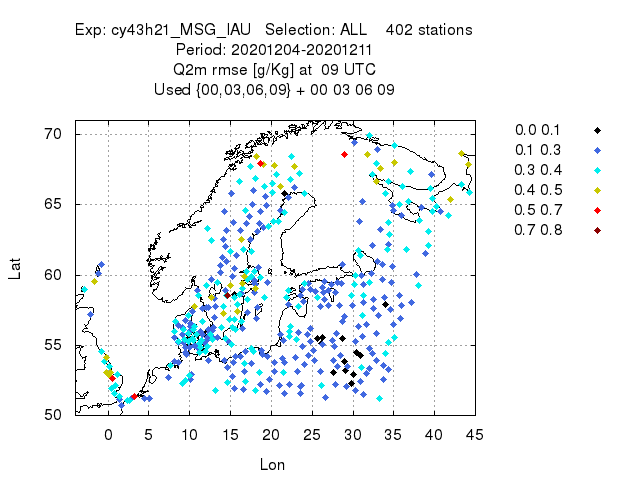 Exp: cy43h21_MSG_IAU Selection: ALL 402 stations
Period: 20201204-20201211
Q2m rmse [g/Kg] at 09 UTC
Used {00,03,06,09} + 00 03 06 09
70
65
60
55
50
Lat
0 5 10 15 20 25 30 35 40 45
Lon
0.0 0.1
0.1 0.3
0.3 0.4
0.4 0.5
0.5 0.7
0.7 0.8